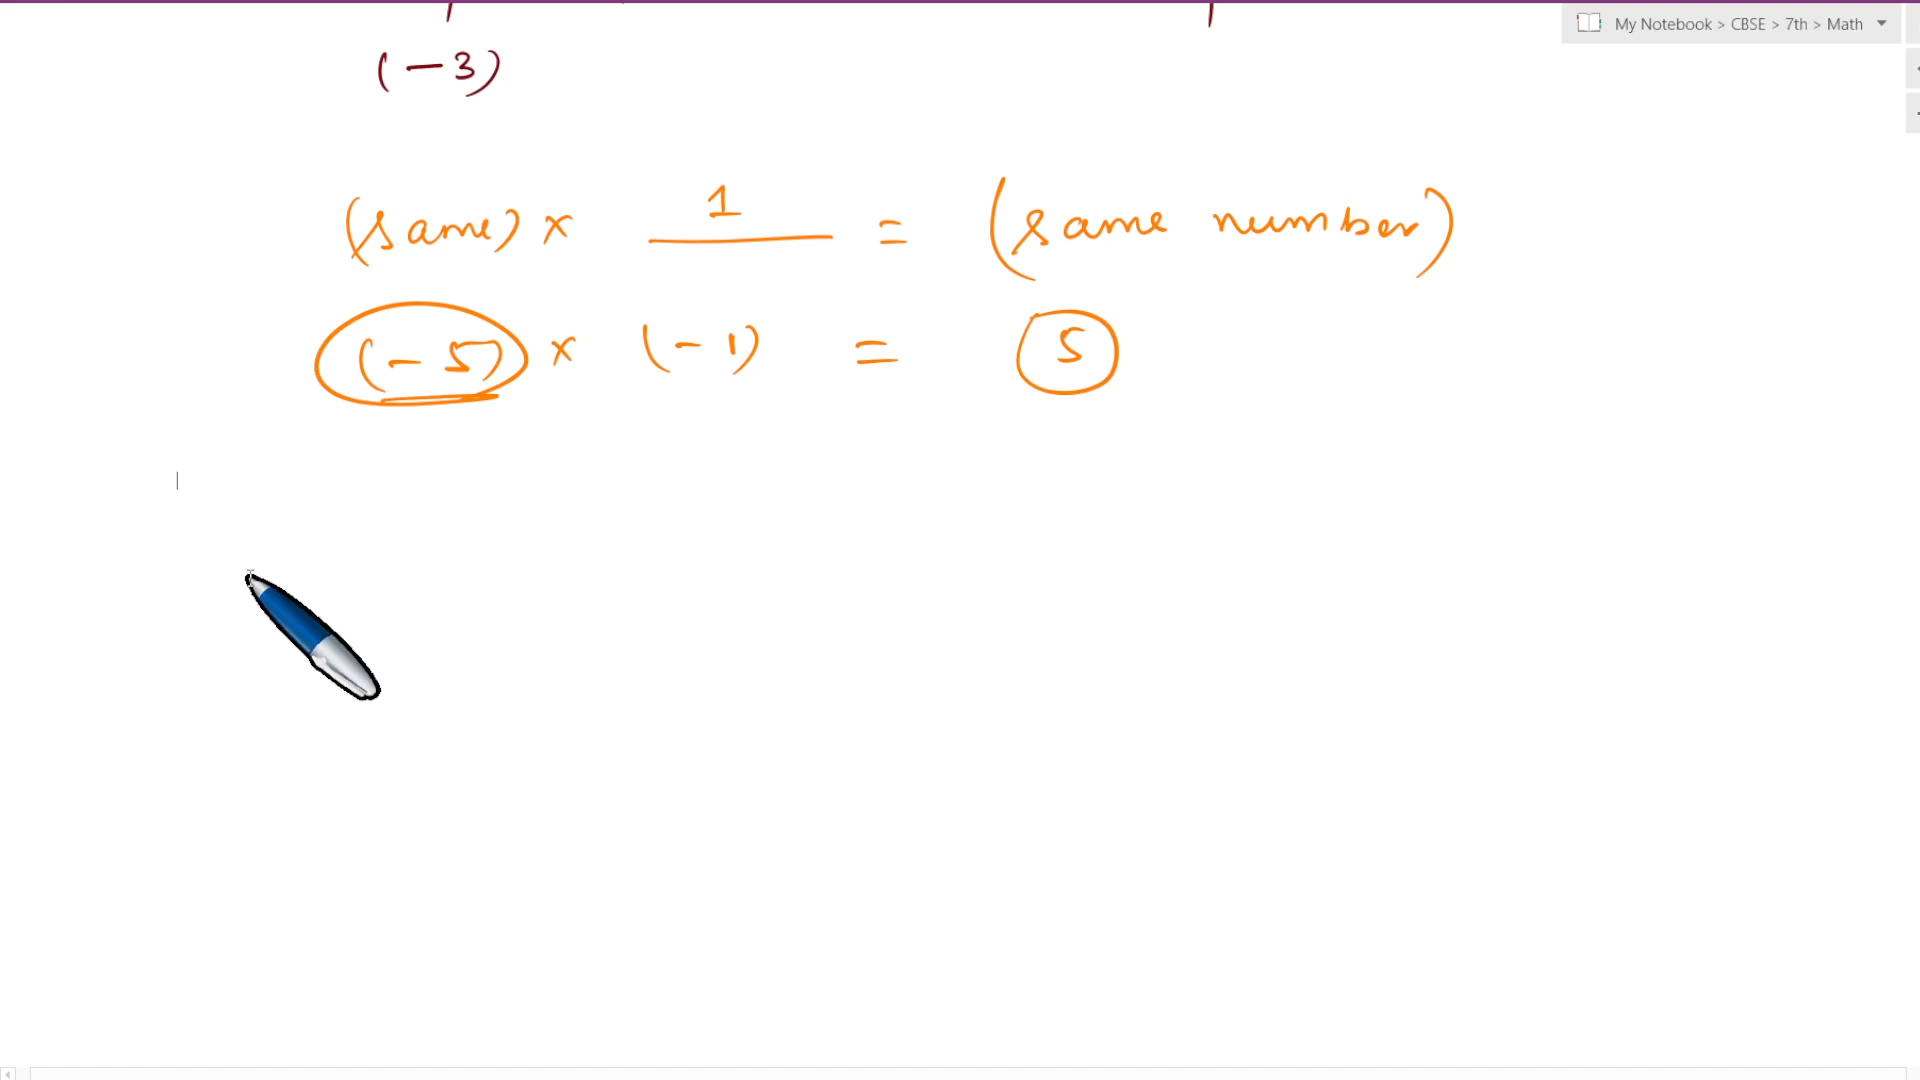 My Notebook > CBSE > 7th > Math
(-3)
(same) × 1 = (same number)
(-5) × (-1) = 5